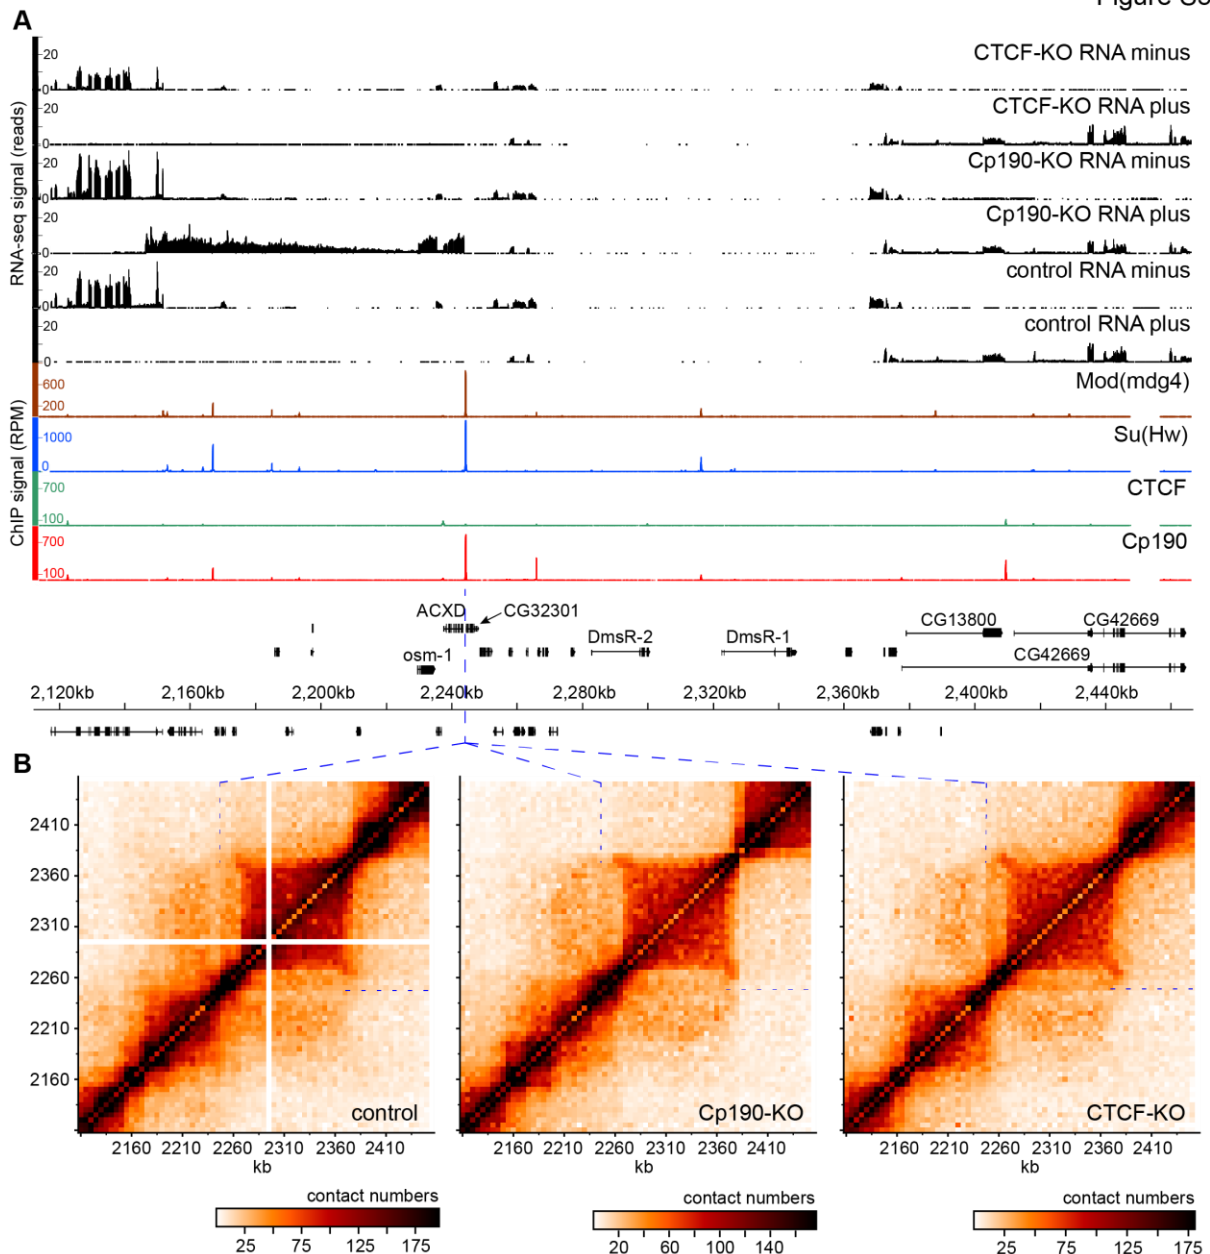 A
20
0
CTCF-KO RNA minus
20
0
CTCF-KO RNA plus
20
0
Cp190-KO RNA minus
20
0
Cp190-KO RNA plus
20
0
control RNA minus
20
0
control RNA plus
RNA-seq signal (reads)
600
200
Mod(mdg4)
1000
0
Su(Hw)
700
100
CTCF
700
100
Cp190
ChIP signal (RPM)
ACXD CG32301 CG13800 CG42669
DmsR-2 DmsR-1
osm-1 CG42669
2,120kb 2,160kb 2,200kb 2,240kb 2,280kb 2,320kb 2,360kb 2,400kb 2,440kb
B
2410
2360
2310
2260
2210
2160
control Cp190-KO CTCF-KO
2160 2210 2260 2310 2360 2410 2160 2210 2260 2310 2360 2410 2160 2210 2260 2310 2360 2410
kb kb kb
contact numbers contact numbers contact numbers
25 75 125 175 20 60 100 140 25 75 125 175